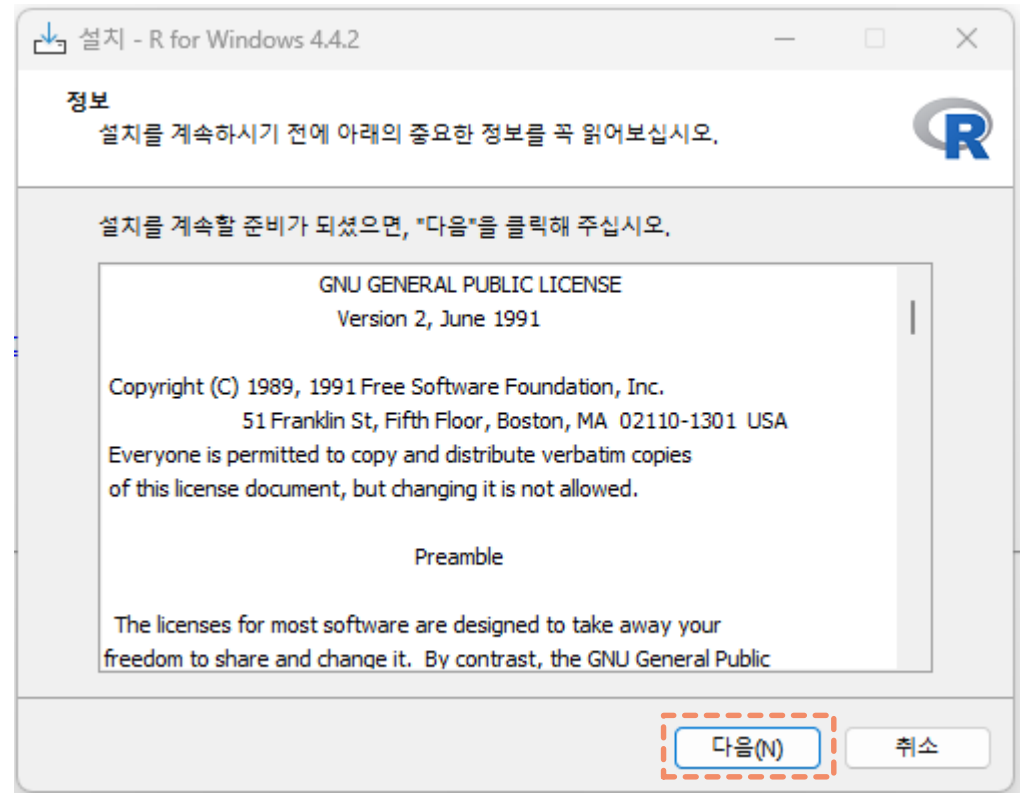 설치 - R for Windows 4.4.2
정보
설치를 계속하시기 전에 아래의 중요한 정보를 꼭 읽어보십시오.
R
설치를 계속할 준비가 되셨으면, "다음"을 클릭해 주십시오.
GNU GENERAL PUBLIC LICENSE
Version 2, June 1991
Copyright (C) 1989, 1991 Free Software Foundation, Inc.
51 Franklin St, Fifth Floor, Boston, MA 02110-1301 USA
Everyone is permitted to copy and distribute verbatim copies
of this license document, but changing it is not allowed.
Preamble
The licenses for most software are designed to take away your
freedom to share and change it. By contrast, the GNU General Public
다음(N)
취소